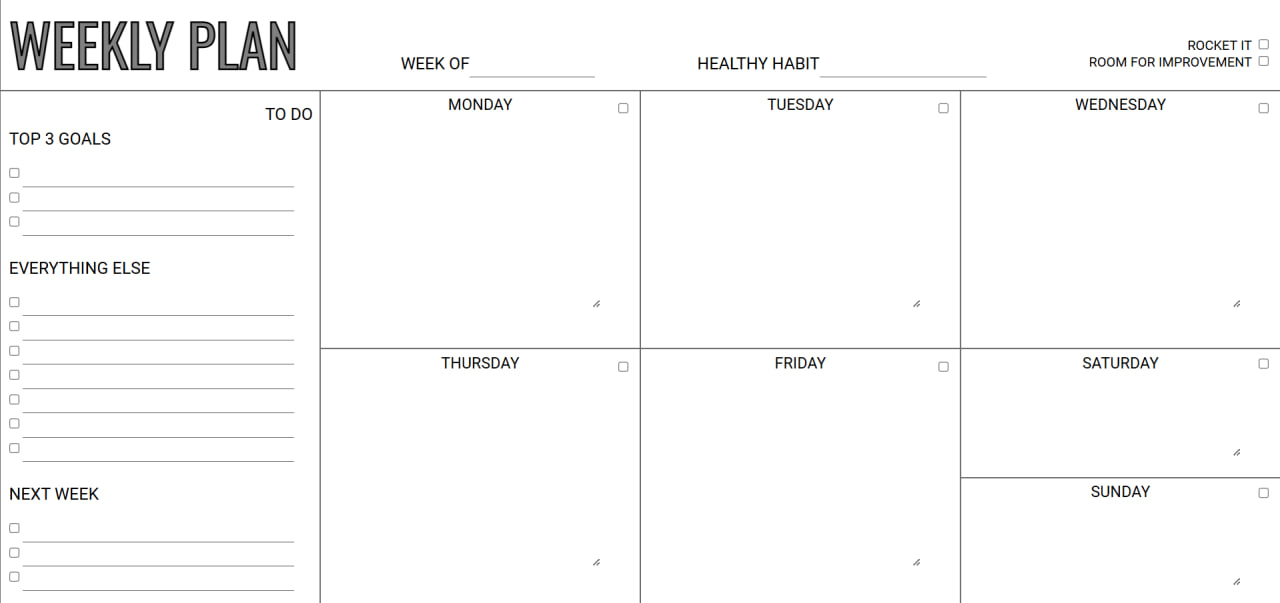 WEEKLY PLAN
WEEK OF
HEALTHY HABIT
ROCKET IT
ROOM FOR IMPROVEMENT
TO DO
TOP 3 GOALS
EVERYTHING ELSE
NEXT WEEK
MONDAY
TUESDAY
WEDNESDAY
THURSDAY
FRIDAY
SATURDAY
SUNDAY